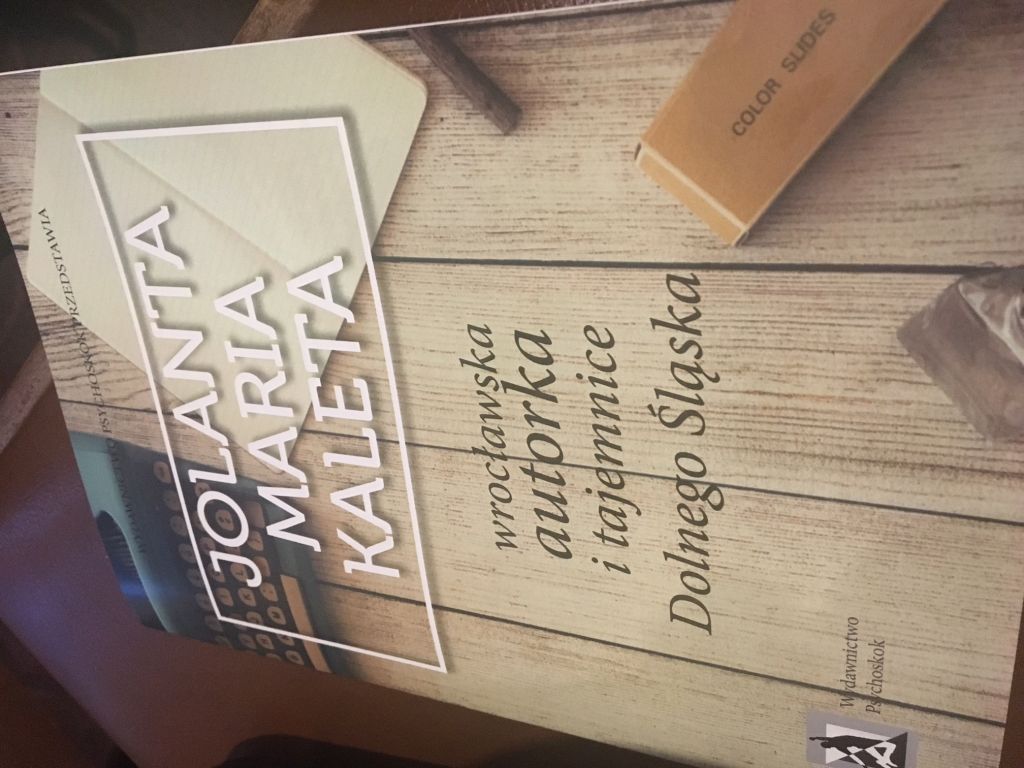 WYDAWNICTWO PSYCHOSKOK PRZEDSTAWIA
JOLANTA
MARIA
KALETA
wrocławska
autorka
i tajemnice
Dolnego Śląska
COLOR SLIDES
Wydawnictwo
Psychoskok